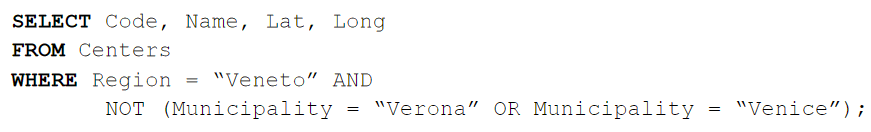 SELECT Code, Name, Lat, Long
FROM Centers
WHERE Region = “Veneto” AND
NOT (Municipality = “Verona” OR Municipality = “Venice”);